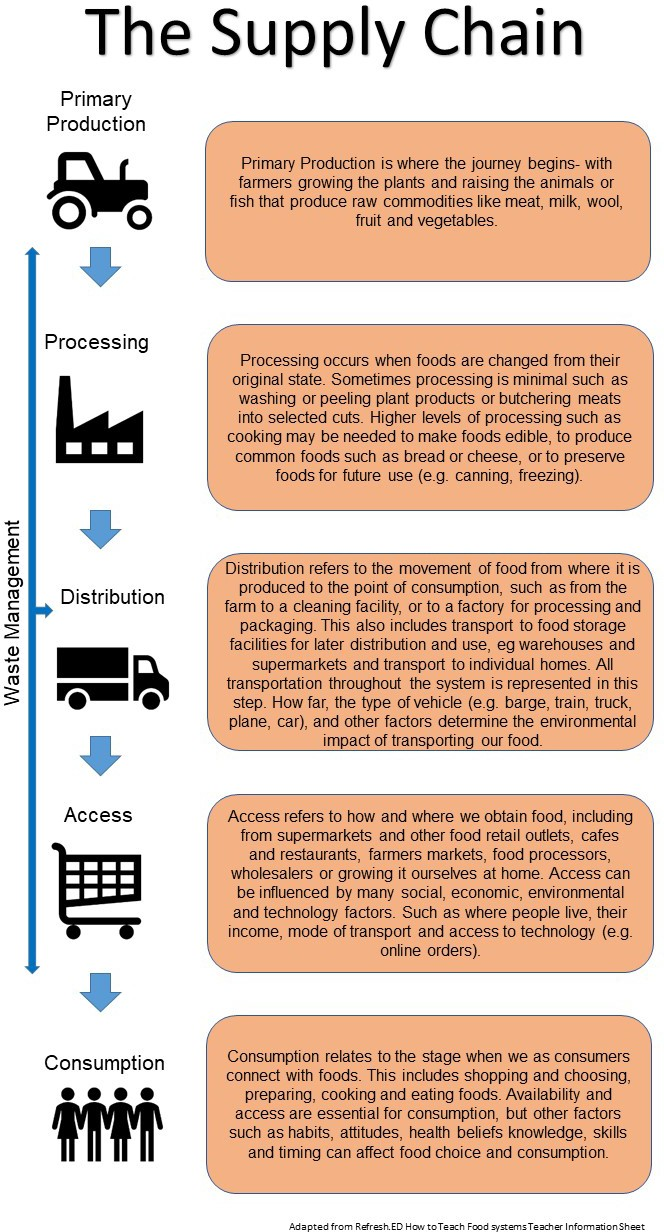 The Supply Chain
Primary
Production
Primary Production is where the journey begins- with
farmers growing the plants and raising the animals or
fish that produce raw commodities like meat, milk, wool,
fruit and vegetables.
Processing
Processing occurs when foods are changed from their
original state. Sometimes processing is minimal such as
washing or peeling plant products or butchering meats
into selected cuts. Higher levels of processing such as
cooking may be needed to make foods edible, to produce
common foods such as bread or cheese, or to preserve
foods for future use (e.g. canning, freezing).
Waste Management
Distribution
Distribution refers to the movement of food from where it is
produced to the point of consumption, such as from the
farm to a cleaning facility, or to a factory for processing and
packaging. This also includes transport to food storage
facilities for later distribution and use, eg warehouses and
supermarkets and transport to individual homes. All
transportation throughout the system is represented in this
step. How far, the type of vehicle (e.g. barge, train, truck,
plane, car), and other factors determine the environmental
impact of transporting our food.
Access
Access refers to how and where we obtain food, including
from supermarkets and other food retail outlets, cafes
and restaurants, farmers markets, food processors,
wholesalers or growing it ourselves at home. Access can
be influenced by many social, economic, environmental
and technology factors. Such as where people live, their
income, mode of transport and access to technology (e.g.
online orders).
Consumption
Consumption relates to the stage when we as consumers
connect with foods. This includes shopping and choosing,
preparing, cooking and eating foods. Availability and
access are essential for consumption, but other factors
such as habits, attitudes, health beliefs knowledge, skills
and timing can affect food choice and consumption.
Adapted from Refresh.ED How to Teach Food systems Teacher Information Sheet